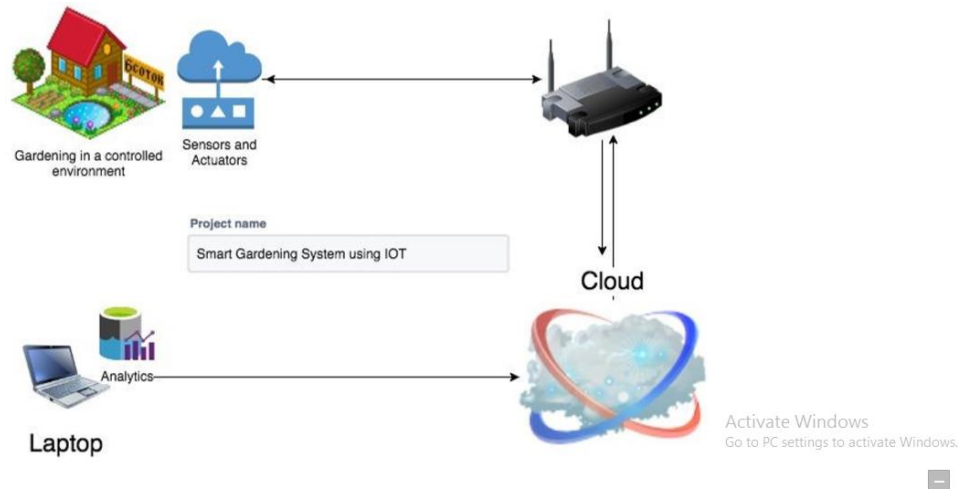 6COTOK
Gardening in a controlled
environment
Sensors and
Actuators
Project name
Smart Gardening System using IOT
Cloud
Analytics
Laptop
Activate Windows
Go to PC settings to activate Windows.